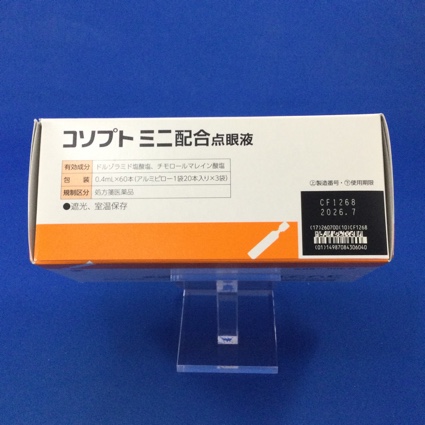 コソプト ミニ配合点眼液
有効成分 ドルゾラミド塩酸塩、チモロールマレイン酸塩
包　装 0.4mL×60本(アルミピロー1袋20本入り×3袋)
規制区分 処方箋医薬品
●遮光、室温保存
製造番号・使用期限
CF1268
2026.7
(17)260700(10)CF1268
(01)14987084306040